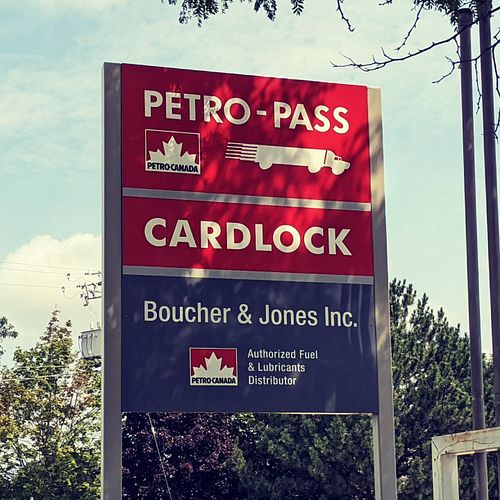 PETRO-PASS
PETRO-CANADA
CARDLOCK
Boucher & Jones Inc.
PETRO-CANADA
Authorized Fuel
& Lubricants
Distributor